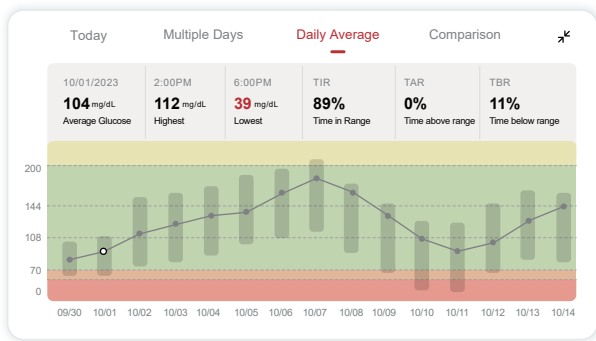 Today Multiple Days Daily Average Comparison
10/01/2023 2:00PM 6:00PM TIR TAR TBR
104 mg/dL 112 mg/dL 39 mg/dL 89% 0% 11%
Average Glucose Highest Lowest Time in Range Time above range Time below range
200
144
108
70
0
09/30 10/01 10/02 10/03 10/04 10/05 10/06 10/07 10/08 10/09 10/10 10/11 10/12 10/13 10/14